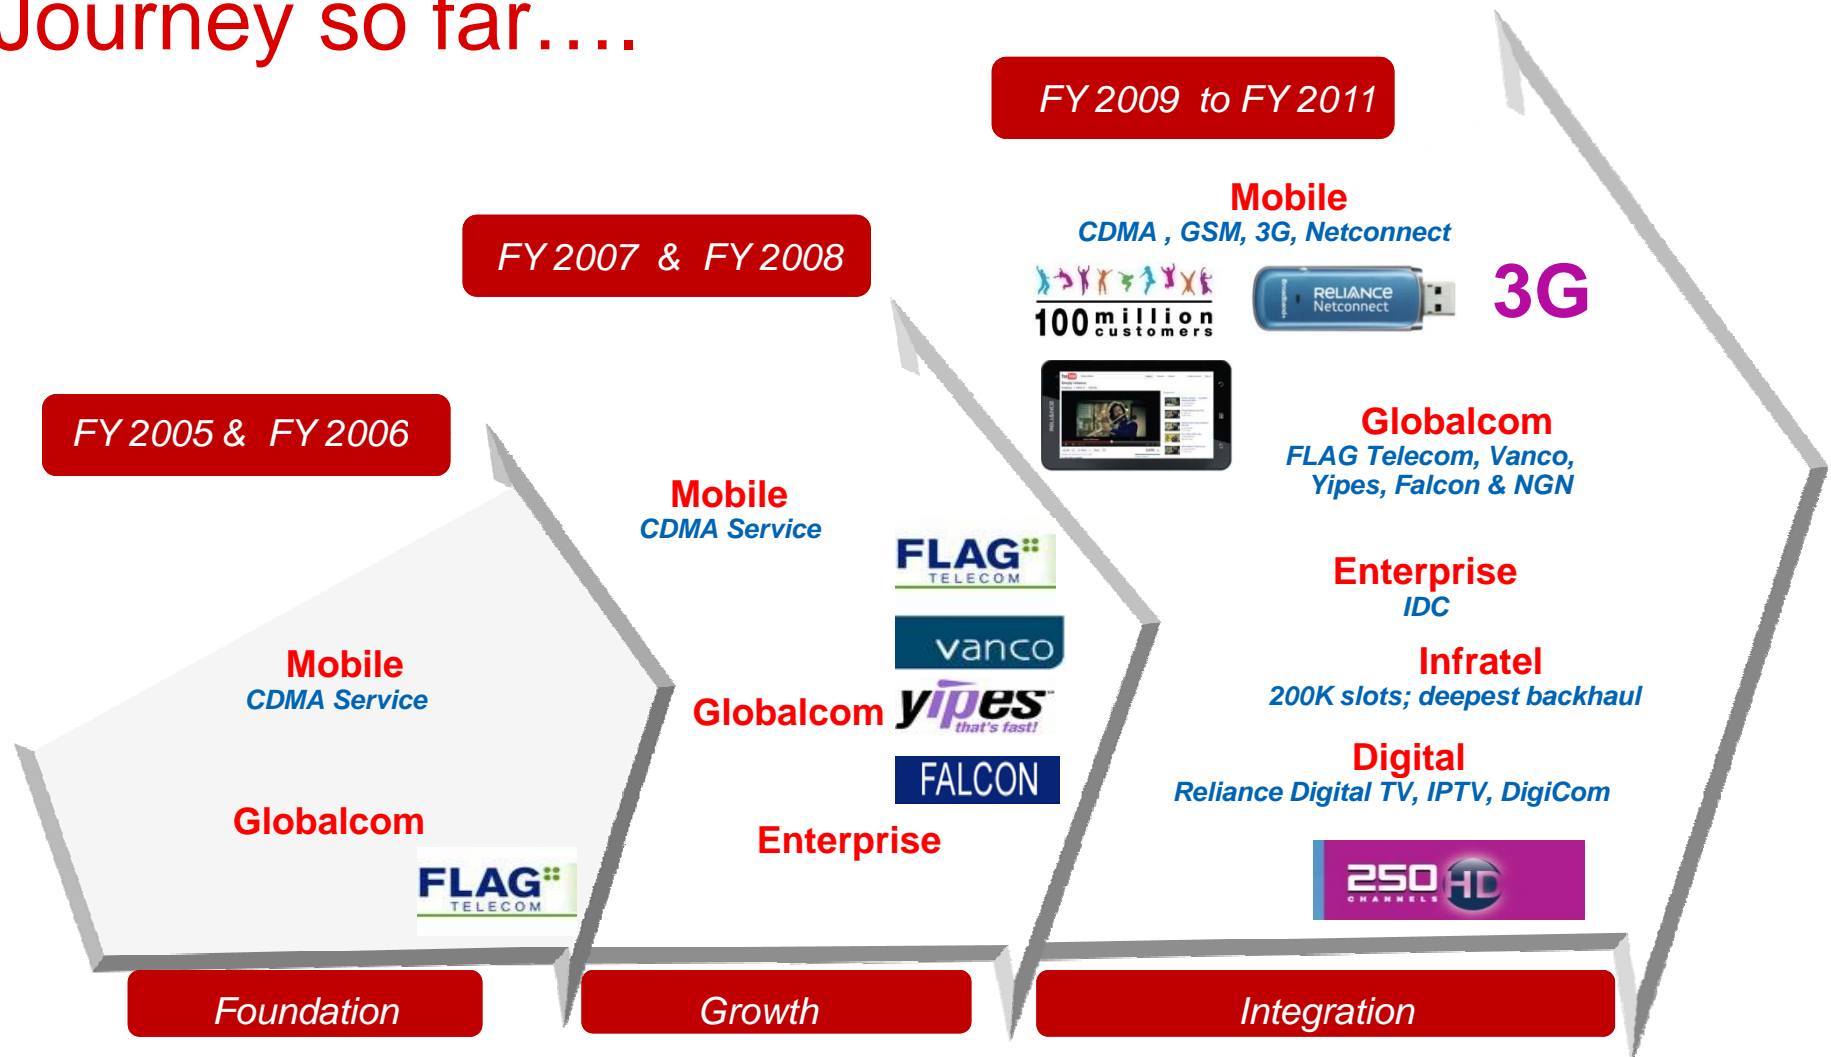 Journey so far....
FY 2009 to FY 2011
Mobile
CDMA , GSM, 3G, Netconnect
100 million
customers
Broadband+
RELIANCE
Netconnect
3G
RELIANCE
Globalcom
FLAG Telecom, Vanco,
Yipes, Falcon & NGN
Enterprise
IDC
Infratel
200K slots; deepest backhaul
Digital
Reliance Digital TV, IPTV, DigiCom
250 HD
CHANNELS
FY 2007 & FY 2008
Mobile
CDMA Service
FLAG
TELECOM
vanco
Globalcom
yipes™
that's fast!
FALCON
Enterprise
FY 2005 & FY 2006
Mobile
CDMA Service
Globalcom
FLAG
TELECOM
Foundation
Growth
Integration